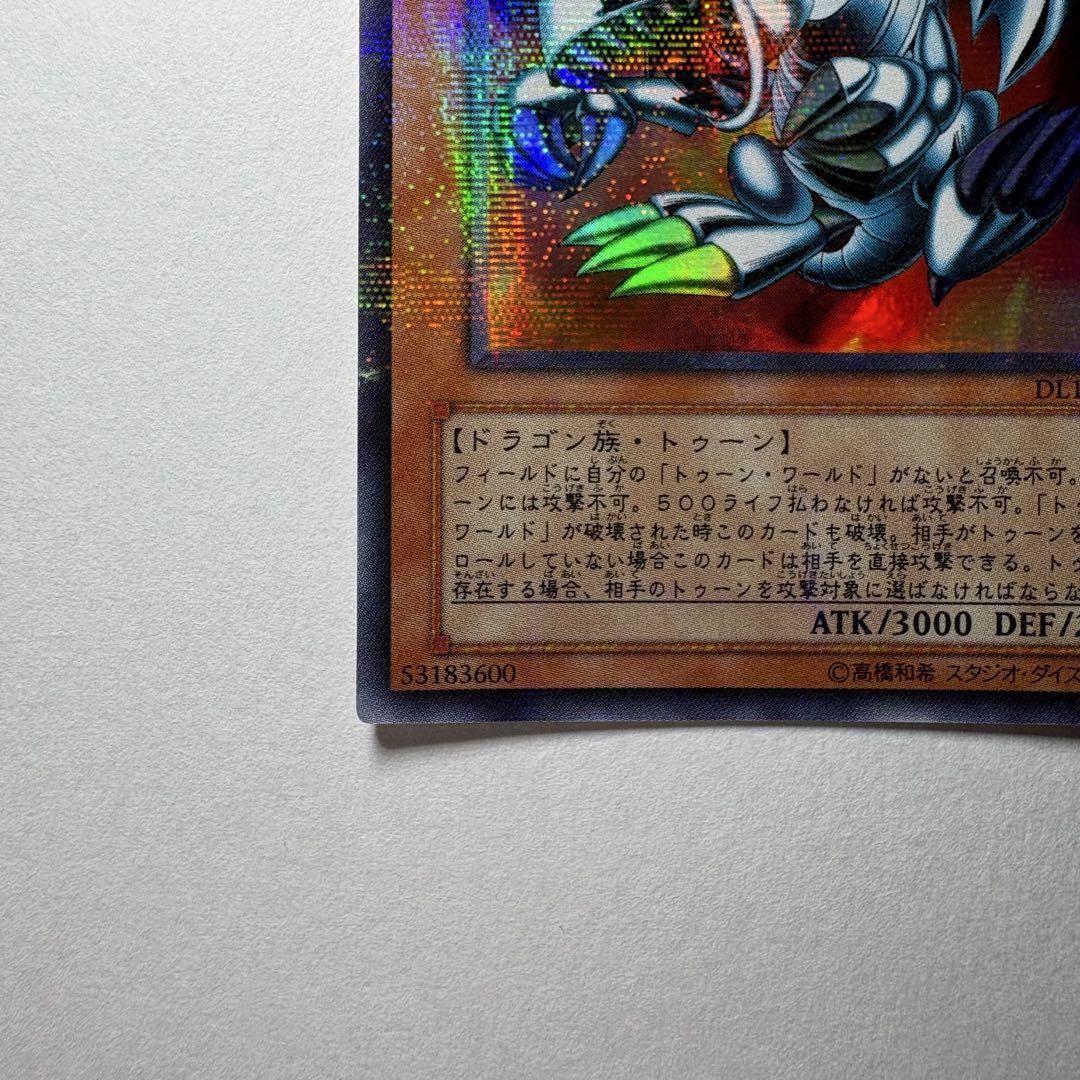 DL1
【ドラゴン族・トゥーン】
フィールドに自分の「トゥーン・ワールド」がないと召喚不可。
ーンには攻撃不可。500ライフ払わなければ攻撃不可。「ト
ワールド」が破壊された時このカードも破壊。相手がトゥーンを
ロールしていない場合このカードは相手を直接攻撃できる。ト
存在する場合、相手のトゥーンを攻撃対象に選ばなければならな
ATK/3000 DEF/2
53183600 ©高橋和希 スタジオ・ダイス